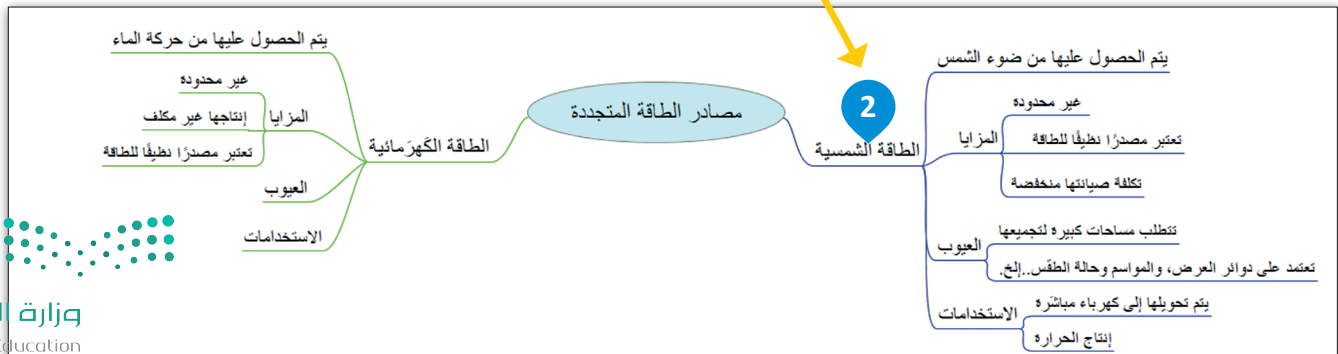 مصادر الطاقة المتجددة
2
الطاقة الشمسية
يتم الحصول عليها من ضوء الشمس
المزايا
غير محدودة
تعتبر مصدرًا نظيفًا للطاقة
تكلفة صيانتها منخفضة
العيوب
تتطلب مساحات كبيرة لتجميعها
تعتمد على دوائر العرض، والمواسم وحالة الطقس..إلخ.
الاستخدامات
يتم تحويلها إلى كهرباء مباشرة
إنتاج الحرارة
الطاقة الكَهرَمائية
يتم الحصول عليها من حركة الماء
المزايا
غير محدودة
إنتاجها غير مكلف
تعتبر مصدرًا نظيفًا للطاقة
العيوب
الاستخدامات
وزارة ال
ducation